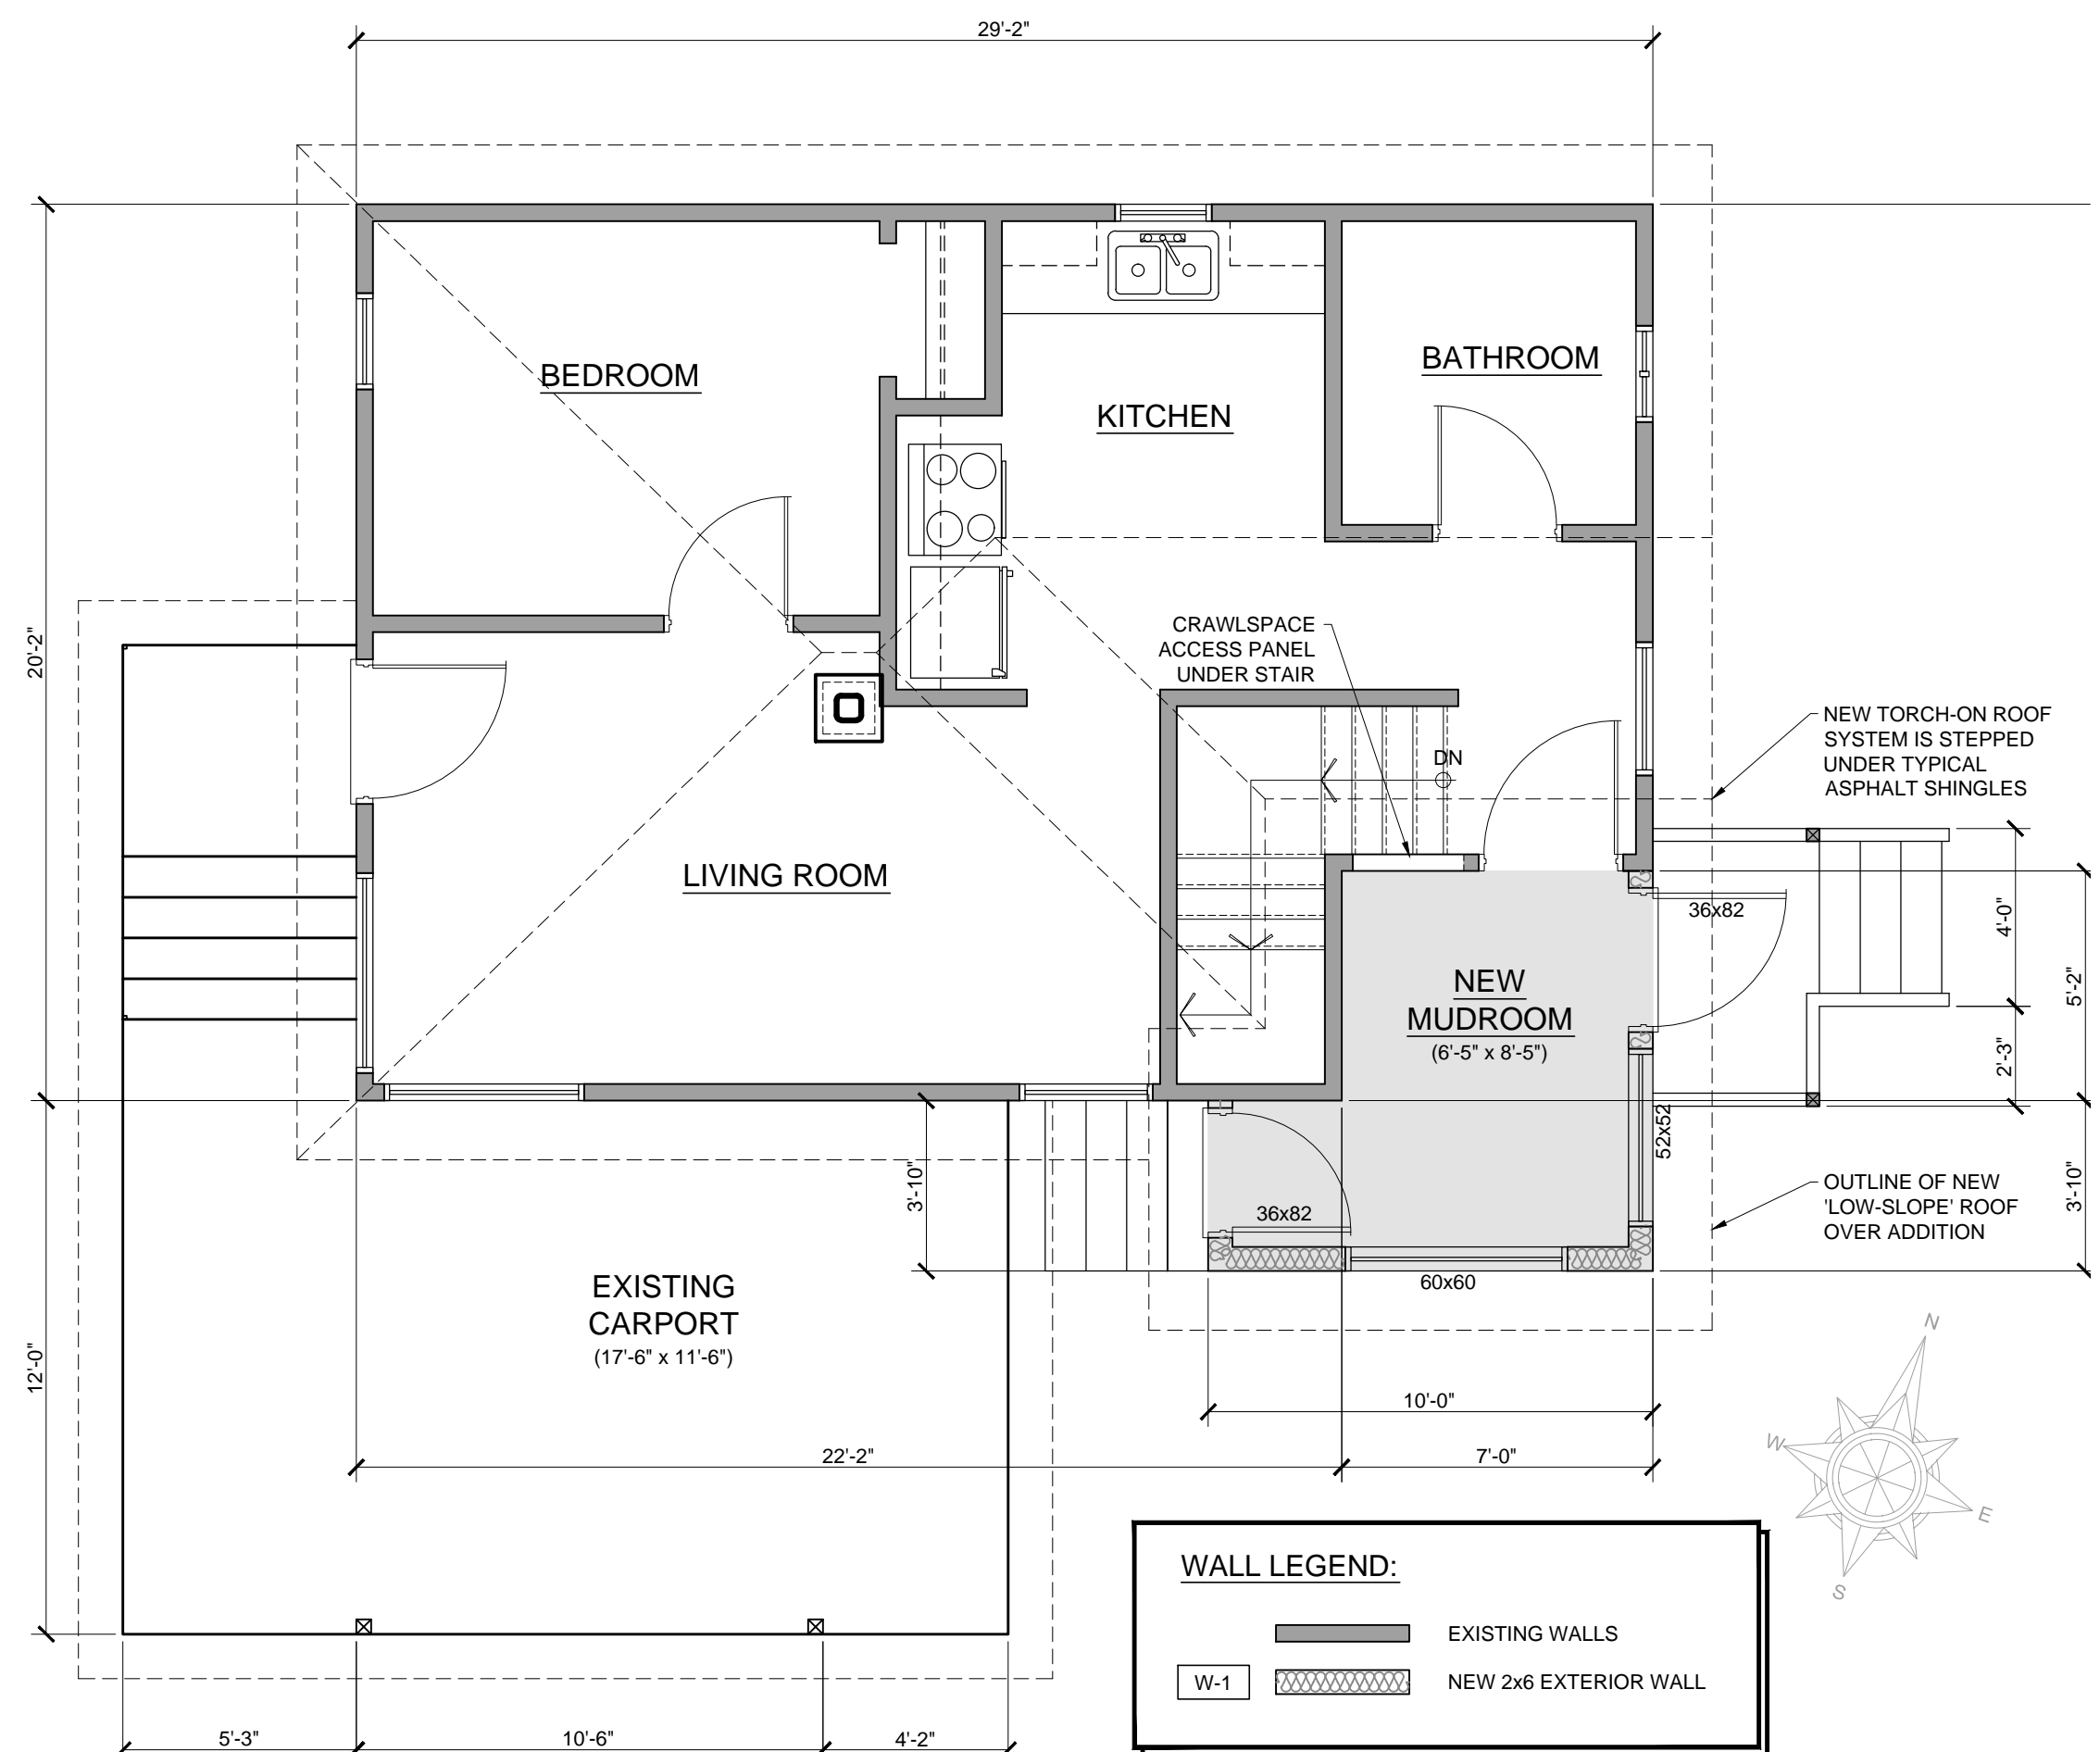 29'-2"
20'-2"
BEDROOM
BATHROOM
KITCHEN
CRAWLSPACE
ACCESS PANEL
UNDER STAIR
NEW TORCH-ON ROOF
SYSTEM IS STEPPED
UNDER TYPICAL
ASPHALT SHINGLES
DN
LIVING ROOM
36x82
4'-0"
5'-2"
NEW
MUDROOM
(6'-5" x 8'-5")
2'-3"
52x52
3'-10"
3'-10"
OUTLINE OF NEW
'LOW-SLOPE' ROOF
OVER ADDITION
36x82
60x60
EXISTING
CARPORT
(17'-6" x 11'-6")
12'-0"
10'-0"
22'-2"
7'-0"
N
W
E
S
WALL LEGEND:
EXISTING WALLS
W-1
NEW 2x6 EXTERIOR WALL
5'-3"
10'-6"
4'-2"